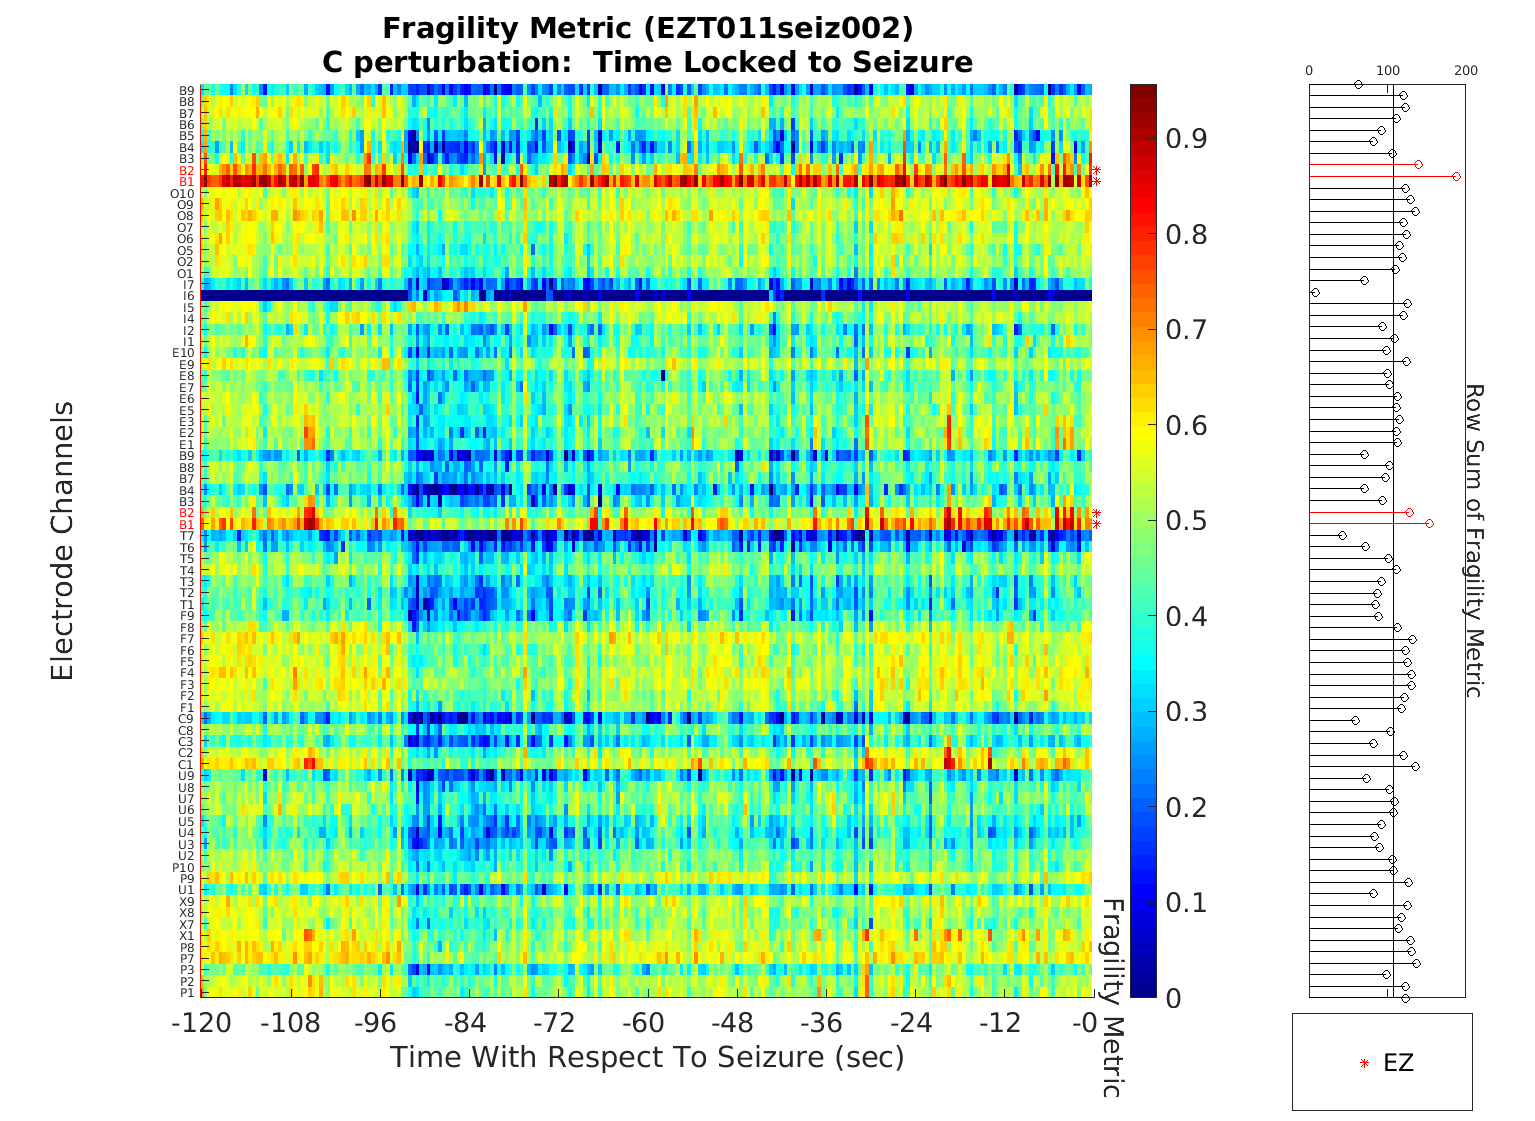 Fragility Metric (EZT011seiz002)
C perturbation: Time Locked to Seizure
Electrode Channels
B9
B8
B7
B6
B5
B4
B3
B2
B1
O10
O9
O8
O7
O6
O5
O2
O1
I7
I6
I5
I4
I2
I1
E10
E9
E8
E7
E6
E5
E3
E2
E1
B9
B8
B7
B4
B3
B2
B1
T7
T6
T5
T4
T3
T2
T1
F9
F8
F7
F6
F5
F4
F3
F2
F1
C9
C8
C3
C2
C1
U9
U8
U7
U6
U5
U4
U3
U2
P10
P9
U1
X9
X8
X7
X1
P8
P7
P3
P2
P1
-120 -108 -96 -84 -72 -60 -48 -36 -24 -12 -0
Time With Respect To Seizure (sec)
0.9
0.8
0.7
0.6
0.5
0.4
0.3
0.2
0.1
0
Fragility Metric
0 100 200
Row Sum of Fragility Metric
EZ